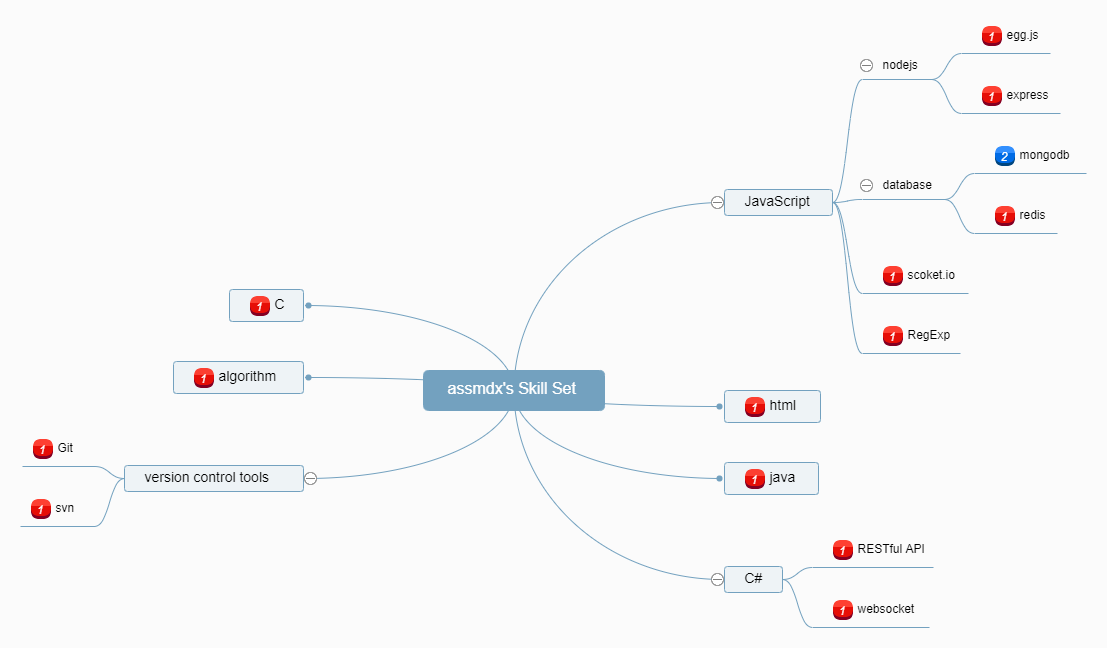 assmdx's Skill Set
JavaScript
nodejs
1 egg.js
1 express
database
2 mongodb
1 redis
1 scoket.io
1 RegExp
1 html
1 java
C#
1 RESTful API
1 websocket
1 C
1 algorithm
version control tools
1 Git
1 svn